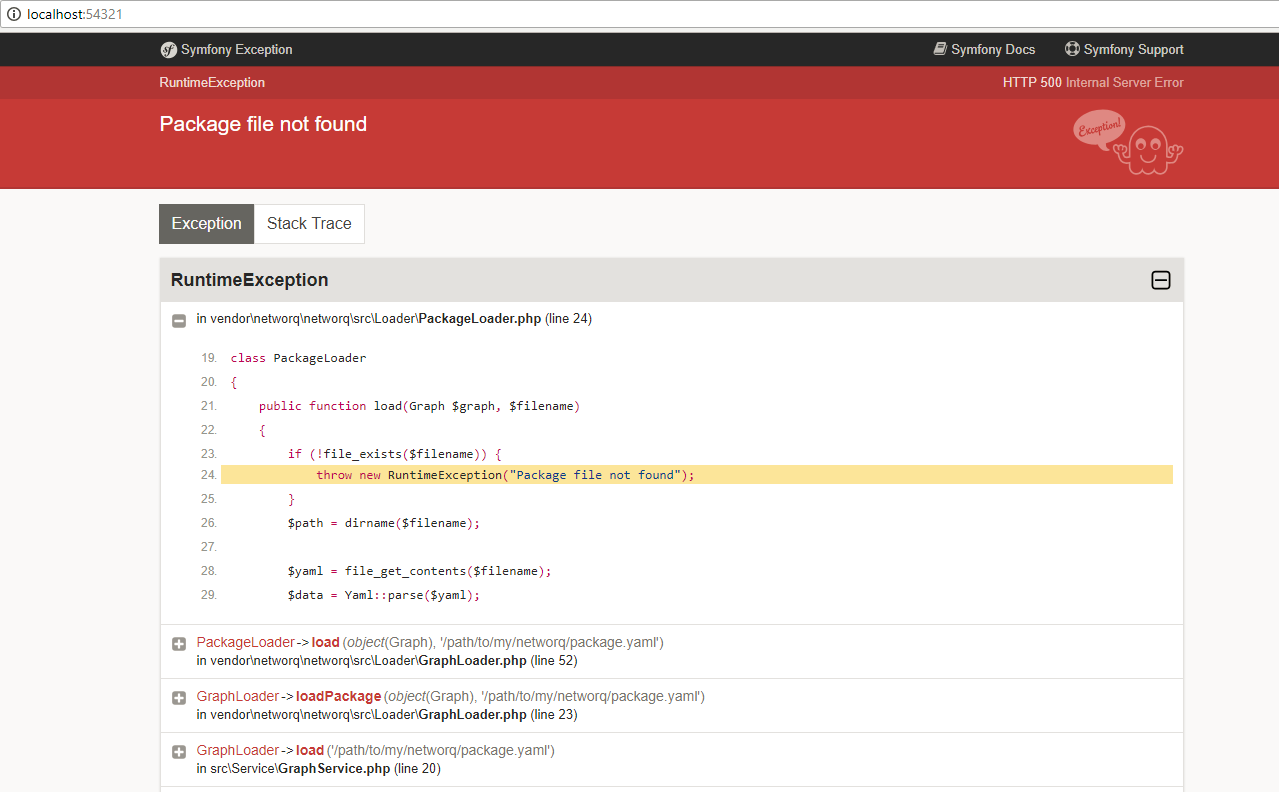 localhost:54321
Symfony Exception
Symfony Docs
Symfony Support
RuntimeException
HTTP 500 Internal Server Error
Package file not found
Exception!
Exception
Stack Trace
RuntimeException
in vendor\networq\networq\src\Loader\PackageLoader.php (line 24)
19. class PackageLoader
20. {
21. public function load(Graph $graph, $filename)
22. {
23. if (!file_exists($filename)) {
24. throw new RuntimeException("Package file not found");
25. }
26. $path = dirname($filename);
27.
28. $yaml = file_get_contents($filename);
29. $data = Yaml::parse($yaml);
PackageLoader->load(object(Graph), '/path/to/my/networq/package.yaml')
in vendor\networq\networq\src\Loader\GraphLoader.php (line 52)
GraphLoader->loadPackage(object(Graph), '/path/to/my/networq/package.yaml')
in vendor\networq\networq\src\Loader\GraphLoader.php (line 23)
GraphLoader->load('/path/to/my/networq/package.yaml')
in src\Service\GraphService.php (line 20)